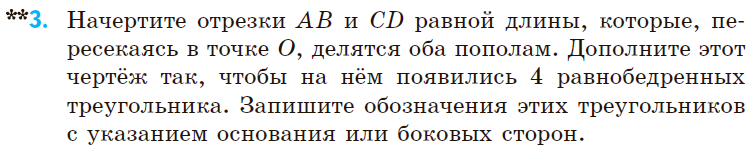 **3. Начертите отрезки AB и CD равной длины, которые, пе-
ресекаясь в точке O, делятся оба пополам. Дополните этот
чертёж так, чтобы на нём появились 4 равнобедренных
треугольника. Запишите обозначения этих треугольников
с указанием основания или боковых сторон.